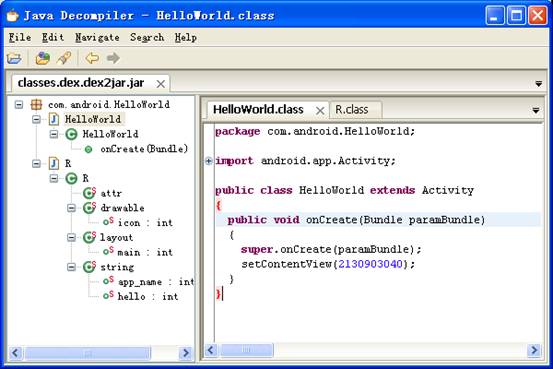 Java Decompiler - HelloWorld.class
File Edit Navigate Search Help
classes.dex.dex2jar.jar
com.android.HelloWorld
HelloWorld
HelloWorld
onCreate(Bundle)
R
R
attr
drawable
icon : int
layout
main : int
string
app_name : int
hello : int
HelloWorld.class R.class
package com.android.HelloWorld;
import android.app.Activity;
public class HelloWorld extends Activity
{
public void onCreate(Bundle paramBundle)
{
super.onCreate(paramBundle);
setContentView(2130903040);
}
}